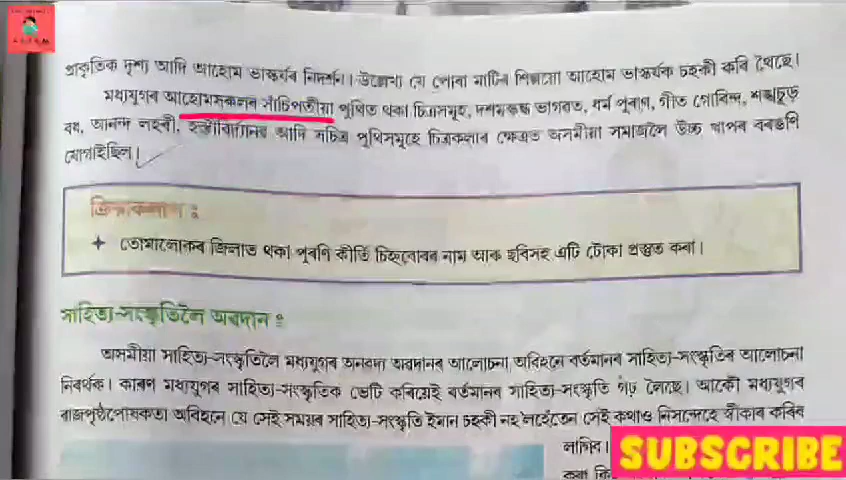 প্ৰাকৃতিক দৃশ্য আদি আহোম ভাস্কৰ্যৰ নিদৰ্শন। উল্লেখ্য যে পোৰা মাটিৰ শিল্পয়ো আহোম ভাস্কৰ্যক চহকী কৰি থৈছে।
মধ্যযুগৰ আহোমসকলৰ সাঁচিপতীয়া পুথিত থকা চিত্ৰসমূহ, দশমস্কন্ধ ভাগৱত, ধৰ্ম পুৰাণ, গীত গোবিন্দ, শঙ্খচূড়
বধ, আনন্দ লহৰী, হস্তীবিদ্যাৰ্ণৱ আদি সচিত্ৰ পুথিসমূহে চিত্ৰকলাৰ ক্ষেত্ৰত অসমীয়া সমাজলৈ উচ্চ খাপৰ বৰঙণি
যোগাইছিল।
ক্ৰিয়াকলাপ :
+ তোমালোকৰ জিলাত থকা পুৰণি কীৰ্তি চিহ্নবোৰৰ নাম আৰু ছবিসহ এটি টোকা প্ৰস্তুত কৰা।
সাহিত্য-সংস্কৃতিলৈ অৱদান :
অসমীয়া সাহিত্য-সংস্কৃতিলৈ মধ্যযুগৰ অনবদ্য অৱদানৰ আলোচনা অবিহনে বৰ্তমানৰ সাহিত্য-সংস্কৃতিৰ আলোচনা
নিৰৰ্থক। কাৰণ মধ্যযুগৰ সাহিত্য-সংস্কৃতিক ভেটি কৰিয়েই বৰ্তমানৰ সাহিত্য-সংস্কৃতি গঢ় লৈছে। আকৌ মধ্যযুগৰ
ৰাজপৃষ্ঠপোষকতা অবিহনে যে সেই সময়ৰ সাহিত্য-সংস্কৃতি ইমান চহকী নহ'লহেঁতেন সেই কথাও নিসন্দেহে স্বীকাৰ কৰিব
লাগিব।
কৰা
SUBSCRIBE